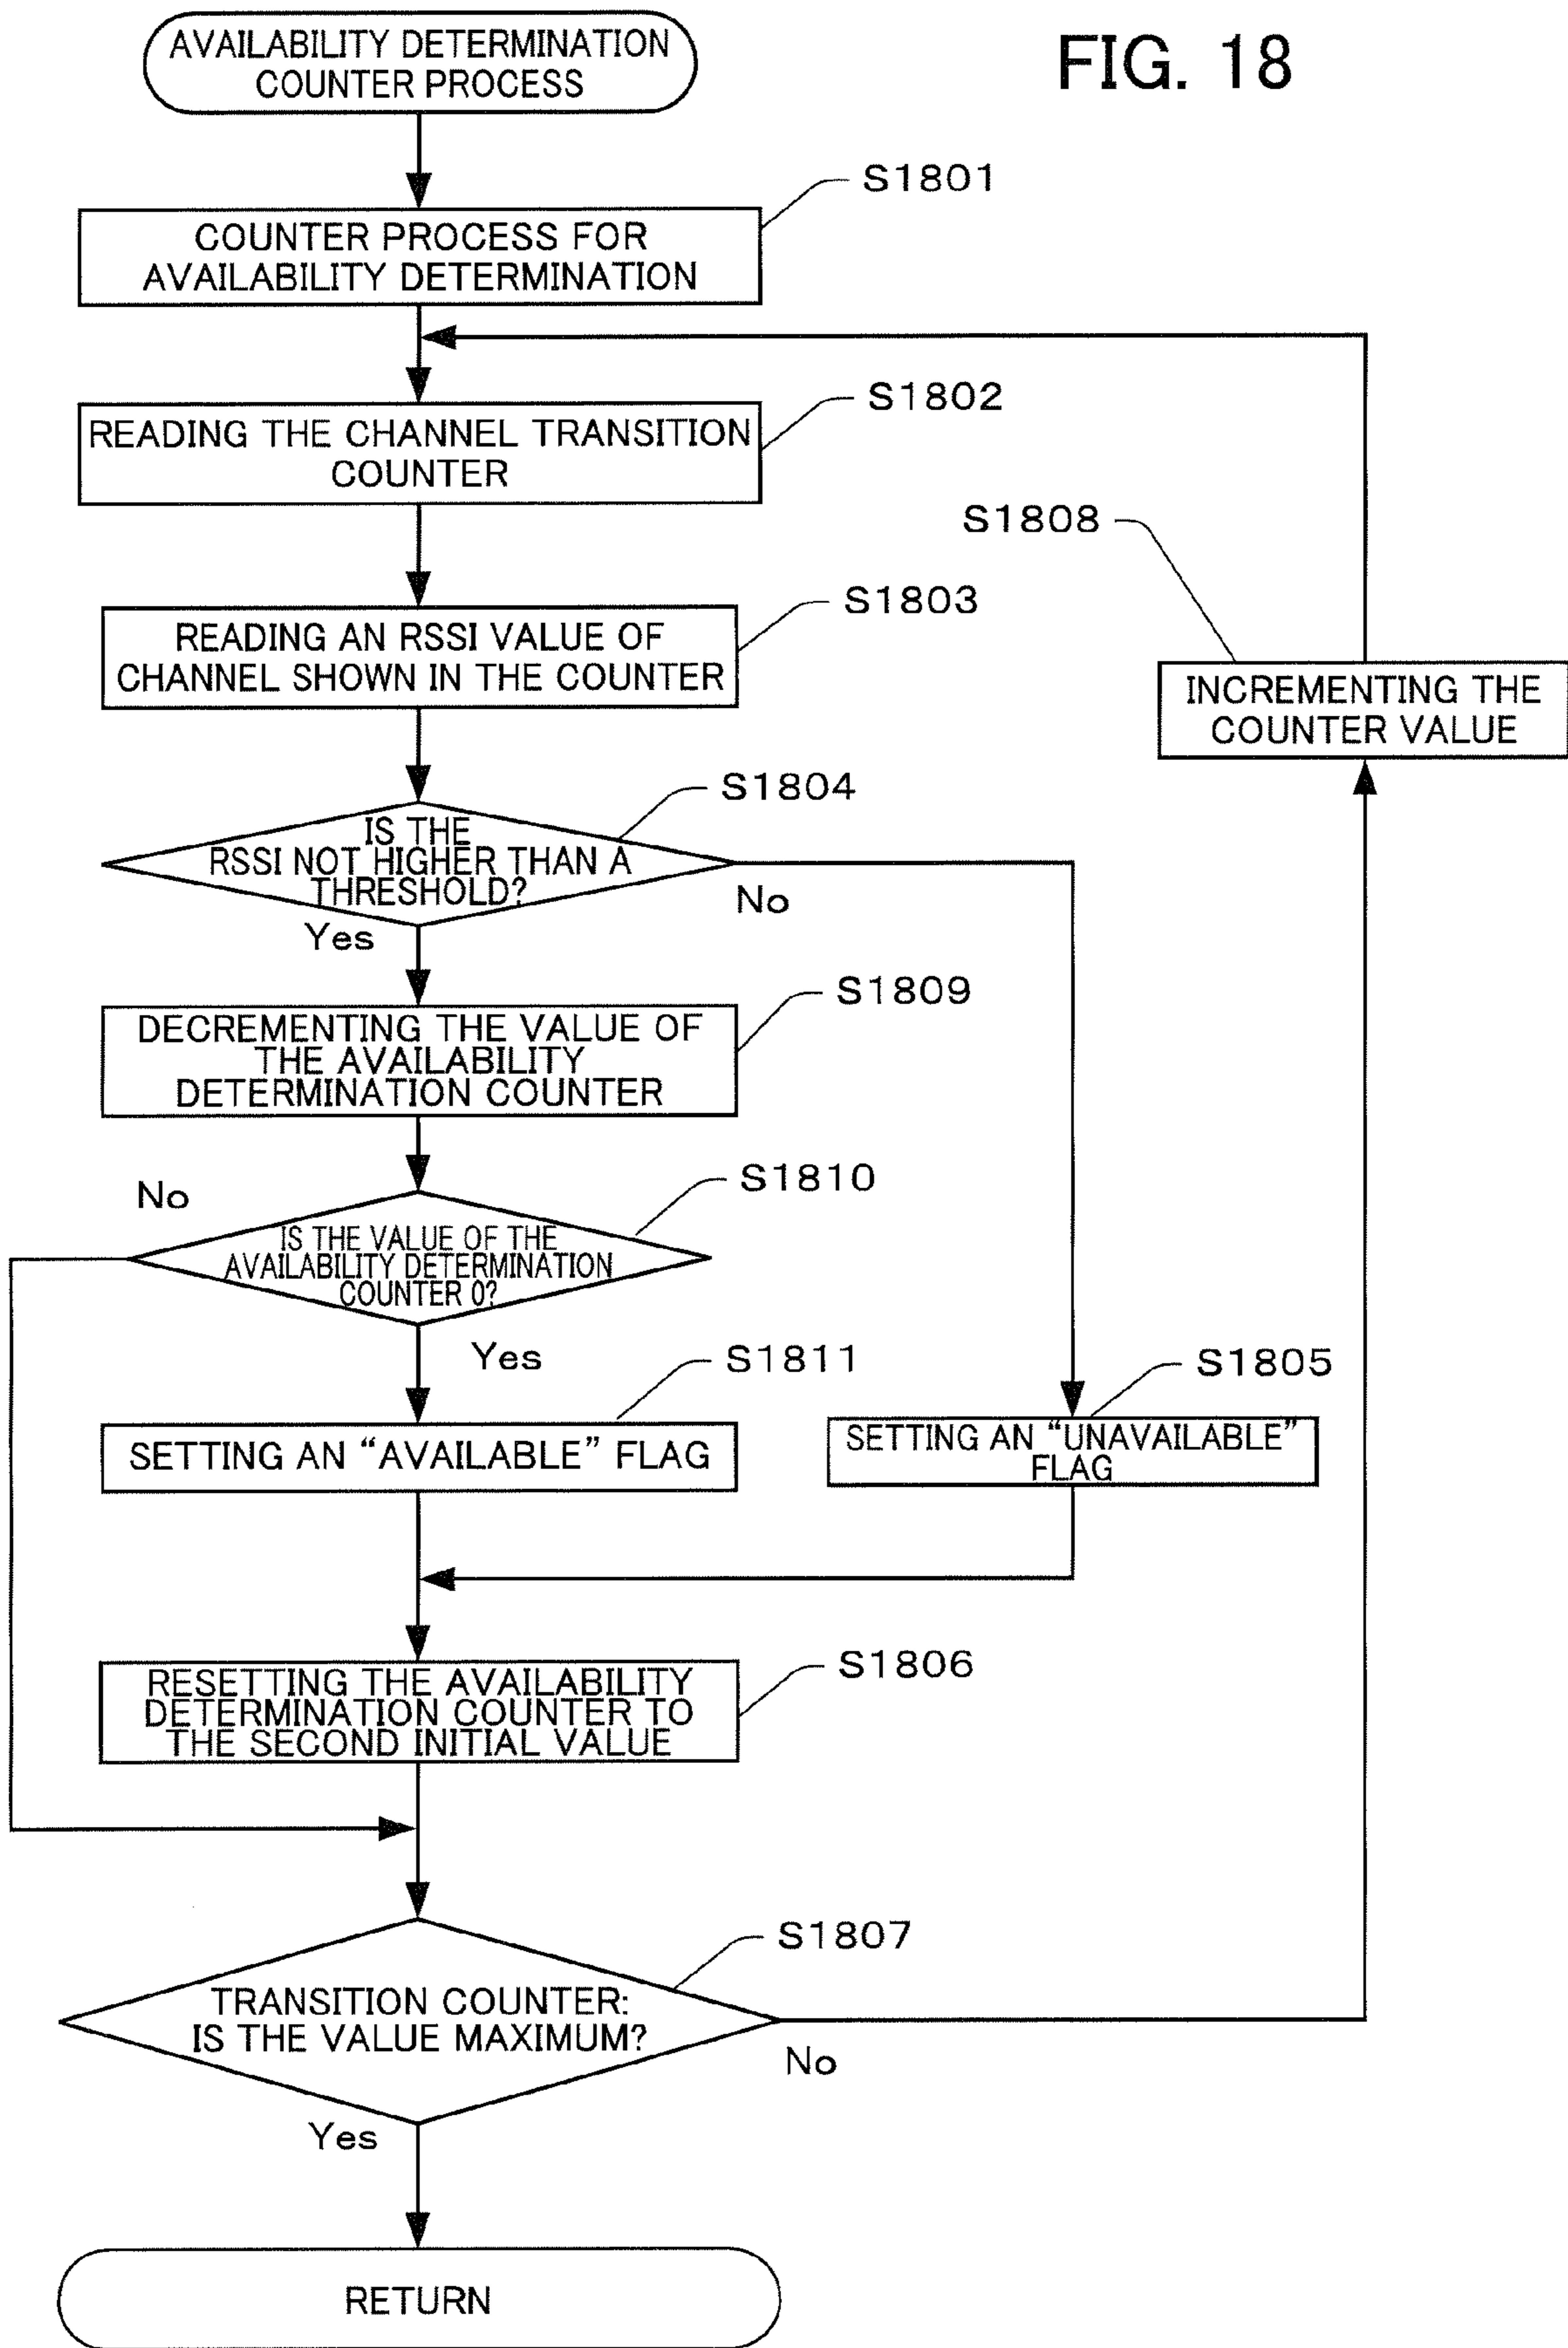 FIG. 18
AVAILABILITY DETERMINATION
COUNTER PROCESS
S1801
COUNTER PROCESS FOR
AVAILABILITY DETERMINATION
S1802
READING THE CHANNEL TRANSITION
COUNTER
S1808
INCREMENTING THE
COUNTER VALUE
S1803
READING AN RSSI VALUE OF
CHANNEL SHOWN IN THE COUNTER
S1804
IS THE
RSSI NOT HIGHER THAN A
THRESHOLD?
No
Yes
S1809
DECREMENTING THE VALUE OF
THE AVAILABILITY
DETERMINATION COUNTER
S1810
No
IS THE VALUE OF THE
AVAILABILITY DETERMINATION
COUNTER 0?
Yes
S1811
SETTING AN “AVAILABLE” FLAG
S1805
SETTING AN “UNAVAILABLE”
FLAG
S1806
RESETTING THE AVAILABILITY
DETERMINATION COUNTER TO
THE SECOND INITIAL VALUE
S1807
TRANSITION COUNTER:
IS THE VALUE MAXIMUM?
No
Yes
RETURN